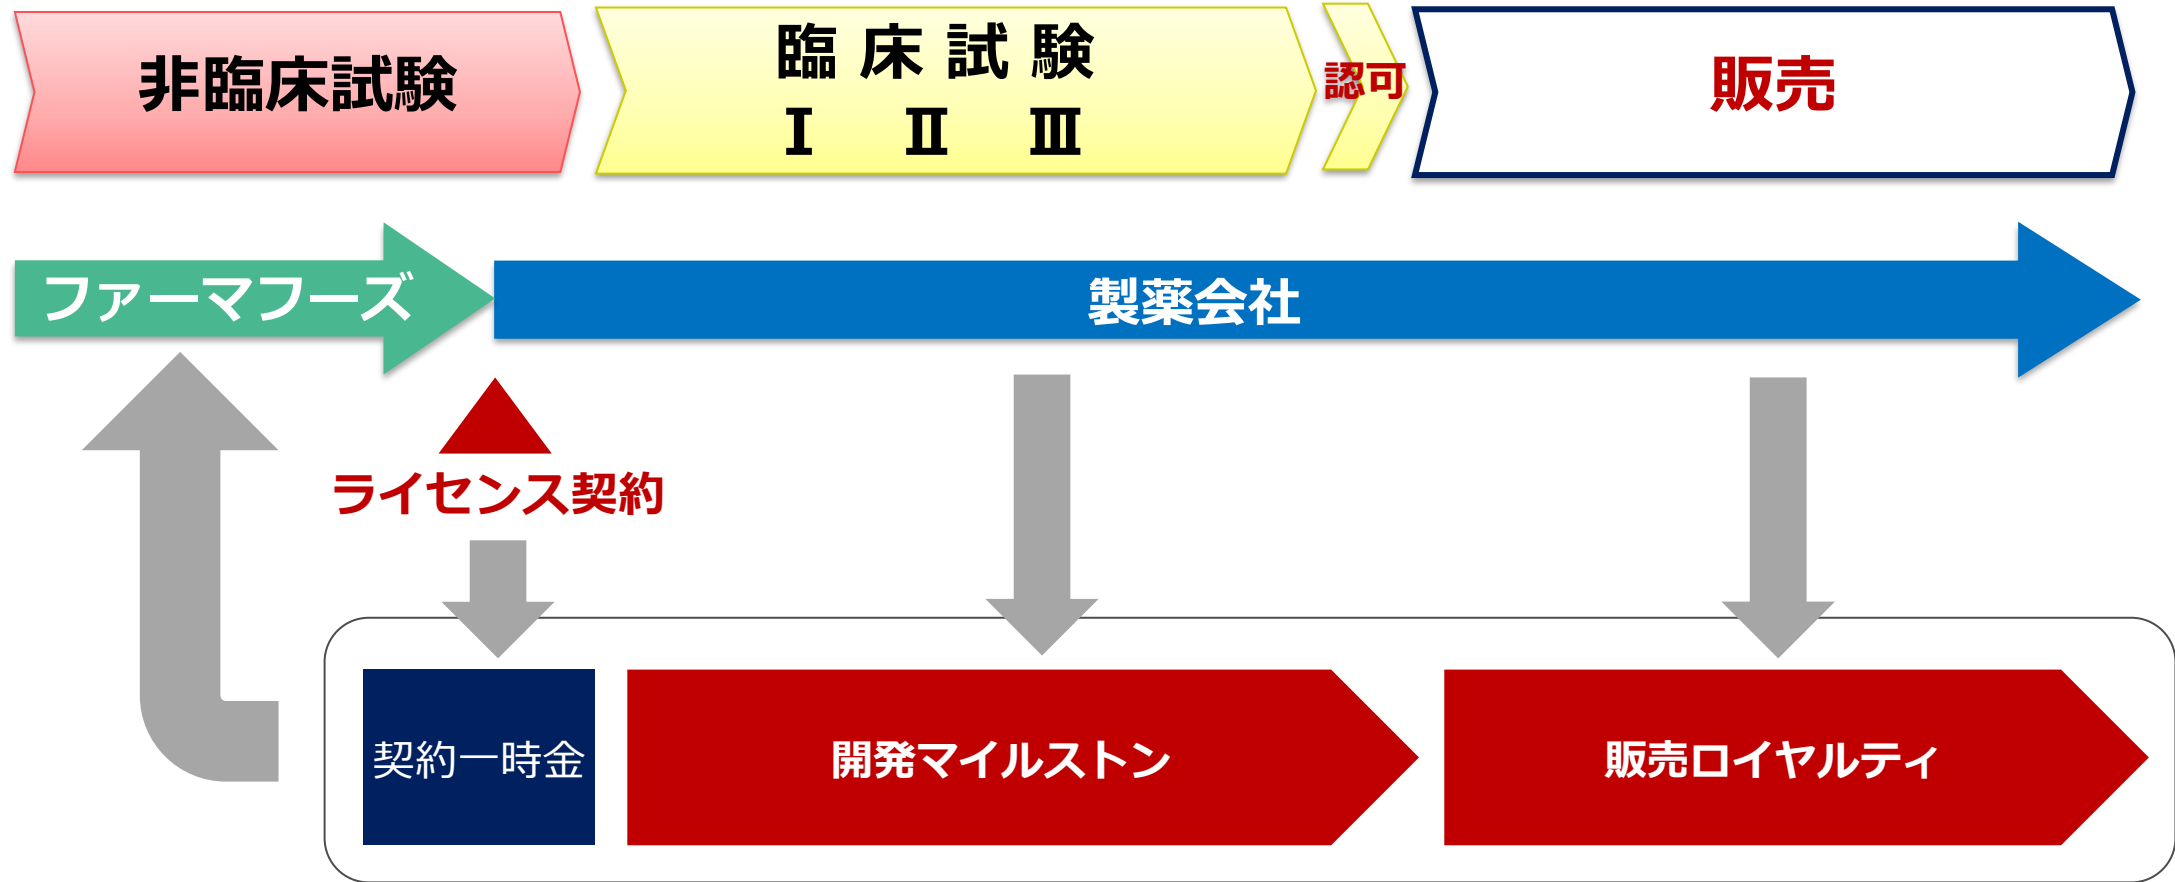 非臨床試験
臨床試験
Ⅰ Ⅱ Ⅲ
認可
販売
ファーマフーズ
製薬会社
ライセンス契約
契約一時金
開発マイルストン
販売ロイヤルティ